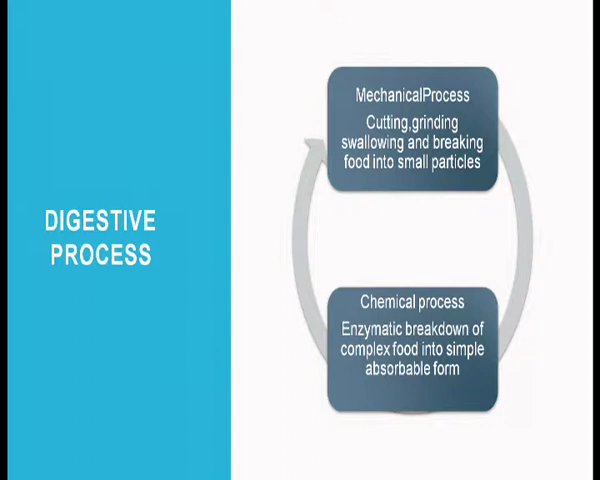 DIGESTIVE
PROCESS
MechanicalProcess
Cutting,grinding
swallowing and breaking
food into small particles
Chemical process
Enzymatic breakdown of
complex food into simple
absorbable form